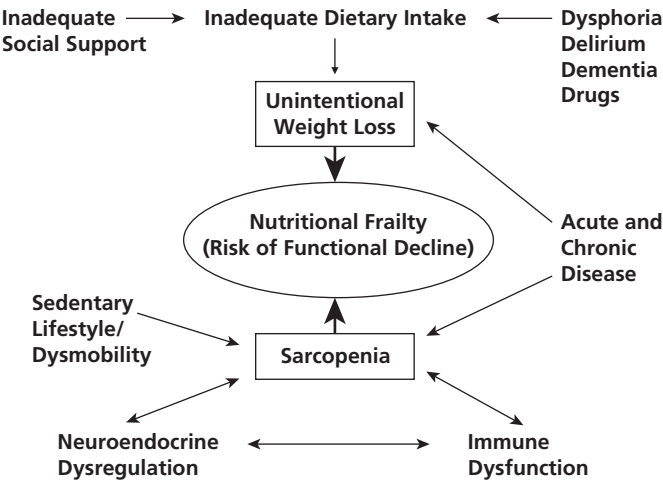 Inadequate
Social Support
Inadequate Dietary Intake
Dysphoria
Delirium
Dementia
Drugs
Unintentional
Weight Loss
Nutritional Frailty
(Risk of Functional Decline)
Acute and
Chronic
Disease
Sedentary
Lifestyle/
Dysmobility
Sarcopenia
Neuroendocrine
Dysregulation
Immune
Dysfunction